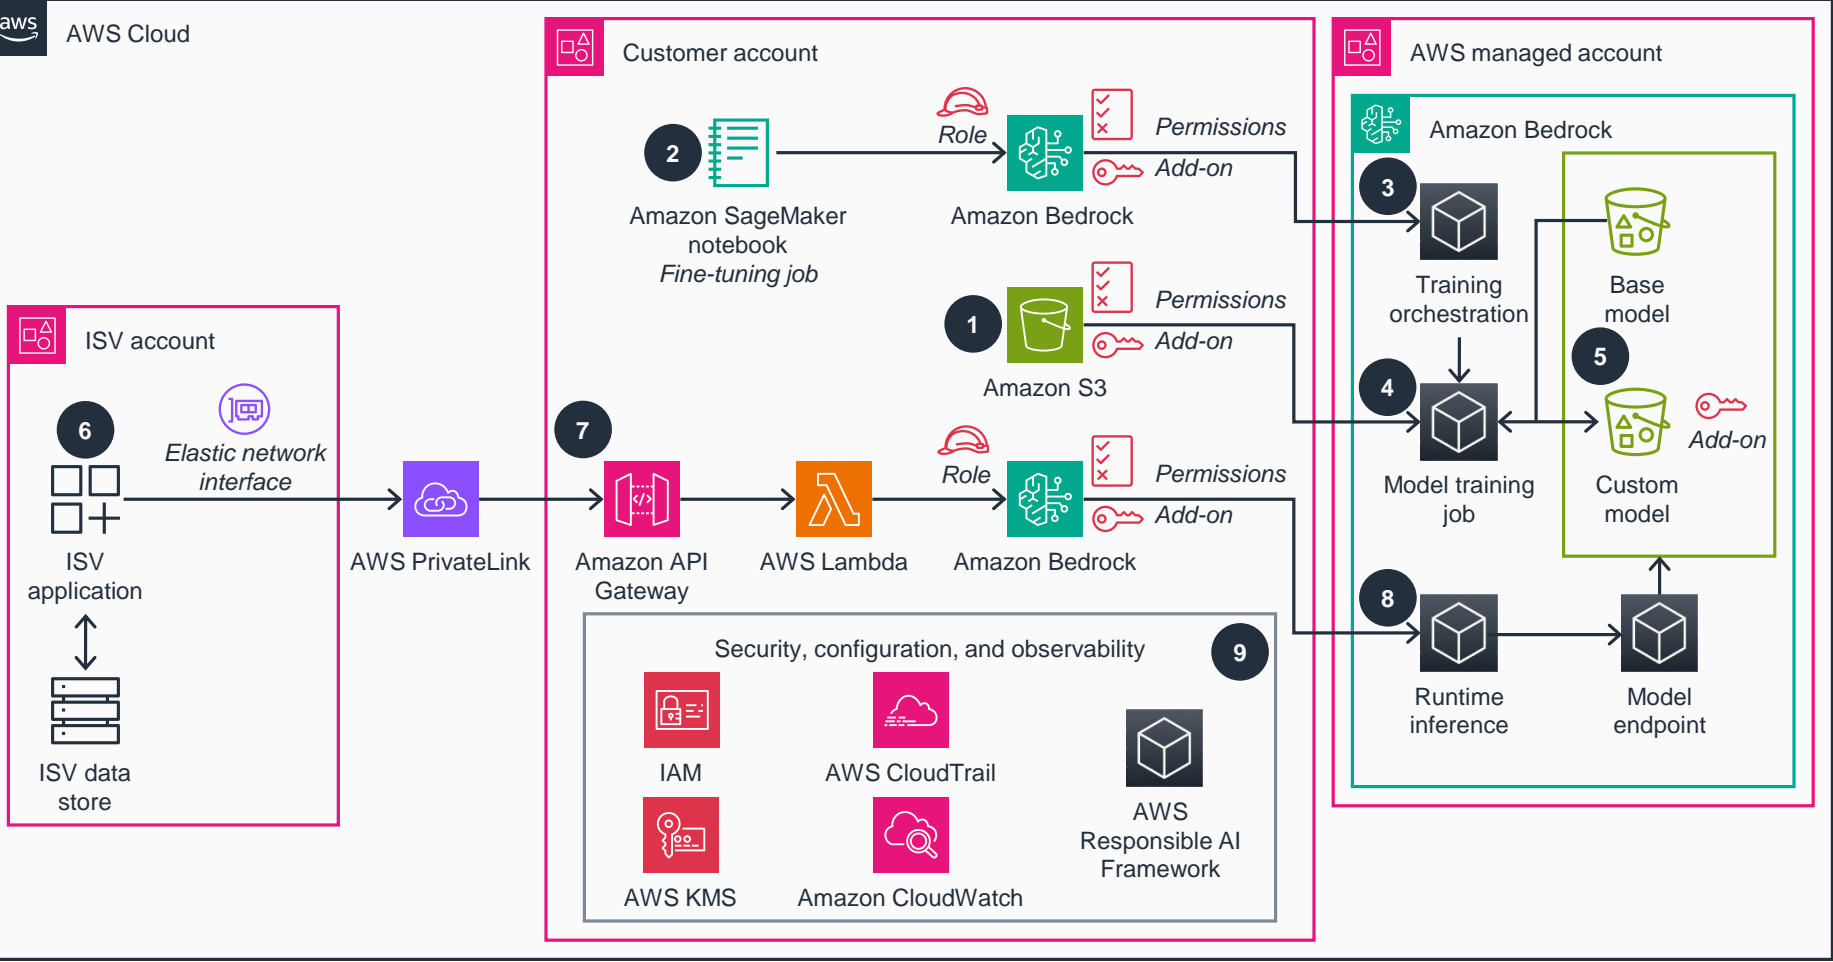 aws
AWS Cloud
Customer account
AWS managed account
Role
Permissions
Add-on
2
Amazon SageMaker
notebook
Fine-tuning job
Amazon Bedrock
Amazon Bedrock
3
Training
orchestration
Base
model
1
Permissions
Add-on
Amazon S3
4
5
Model training
job
Custom
model
Add-on
ISV account
6
Elastic network
interface
ISV
application
ISV data
store
AWS PrivateLink
7
</>
Amazon API
Gateway
AWS Lambda
Role
Permissions
Add-on
Amazon Bedrock
8
Runtime
inference
Model
endpoint
Security, configuration, and observability
9
IAM
AWS CloudTrail
AWS KMS
Amazon CloudWatch
AWS
Responsible AI
Framework